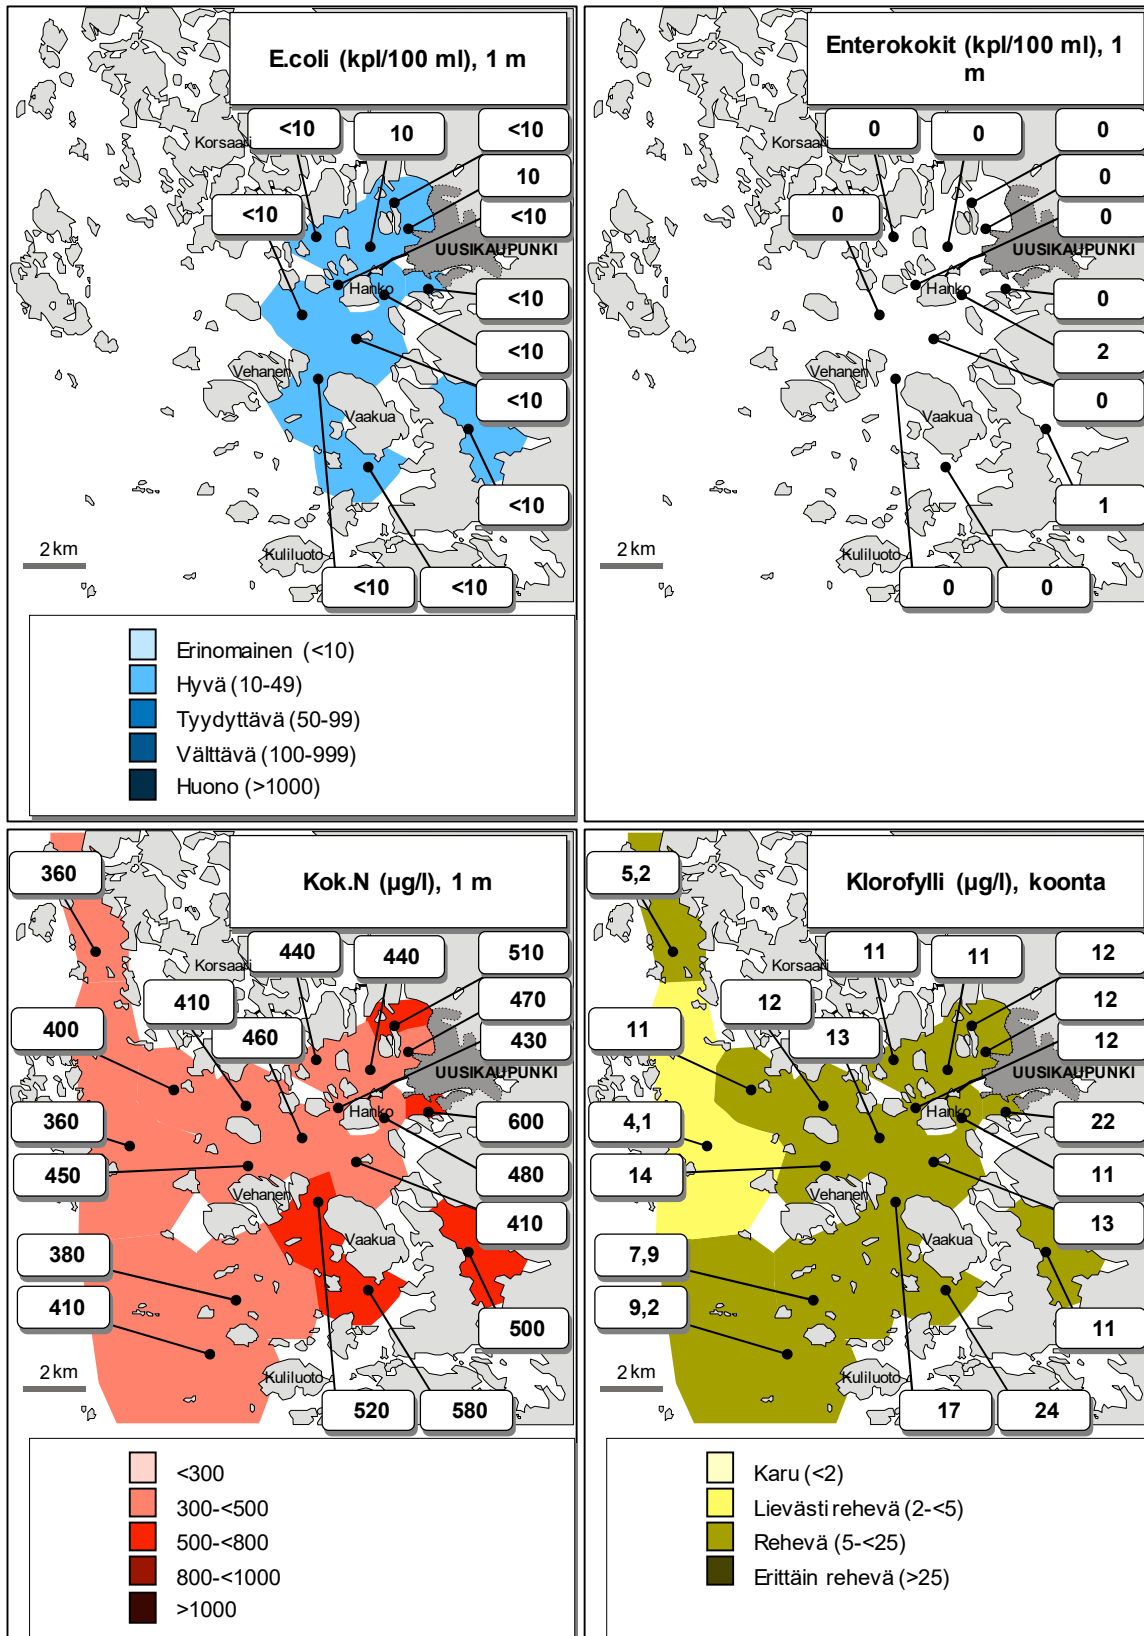 E.coli (kpl/100 ml), 1 m
<10
10
<10
Korsaari
10
<10
<10
UUSIKAUPUNKI
Hanko
<10
<10
Vehanen
<10
Vaakua
<10
2 km
Kuliluoto
<10
<10
Erinomainen (<10)
Hyvä (10-49)
Tyydyttävä (50-99)
Välttävä (100-999)
Huono (>1000)
Enterokokit (kpl/100 ml), 1
m
0
0
0
Korsaari
0
0
0
UUSIKAUPUNKI
Hanko
0
2
Vehanen
0
Vaakua
1
2 km
Kuliluoto
0
0
Kok.N (µg/l), 1 m
360
440
440
510
Korsaari
410
470
400
460
430
UUSIKAUPUNKI
Hanko
360
600
450
480
Vehanen
410
Vaakua
380
410
500
2 km
Kuliluoto
520
580
<300
300-<500
500-<800
800-<1000
>1000
Klorofylli (µg/l), koonta
5,2
11
11
12
Korsaari
12
12
11
13
12
UUSIKAUPUNKI
Hanko
4,1
22
14
11
Vehanen
13
Vaakua
7,9
9,2
11
2 km
Kuliluoto
17
24
Karu (<2)
Lievästi rehevä (2-<5)
Rehevä (5-<25)
Erittäin rehevä (>25)